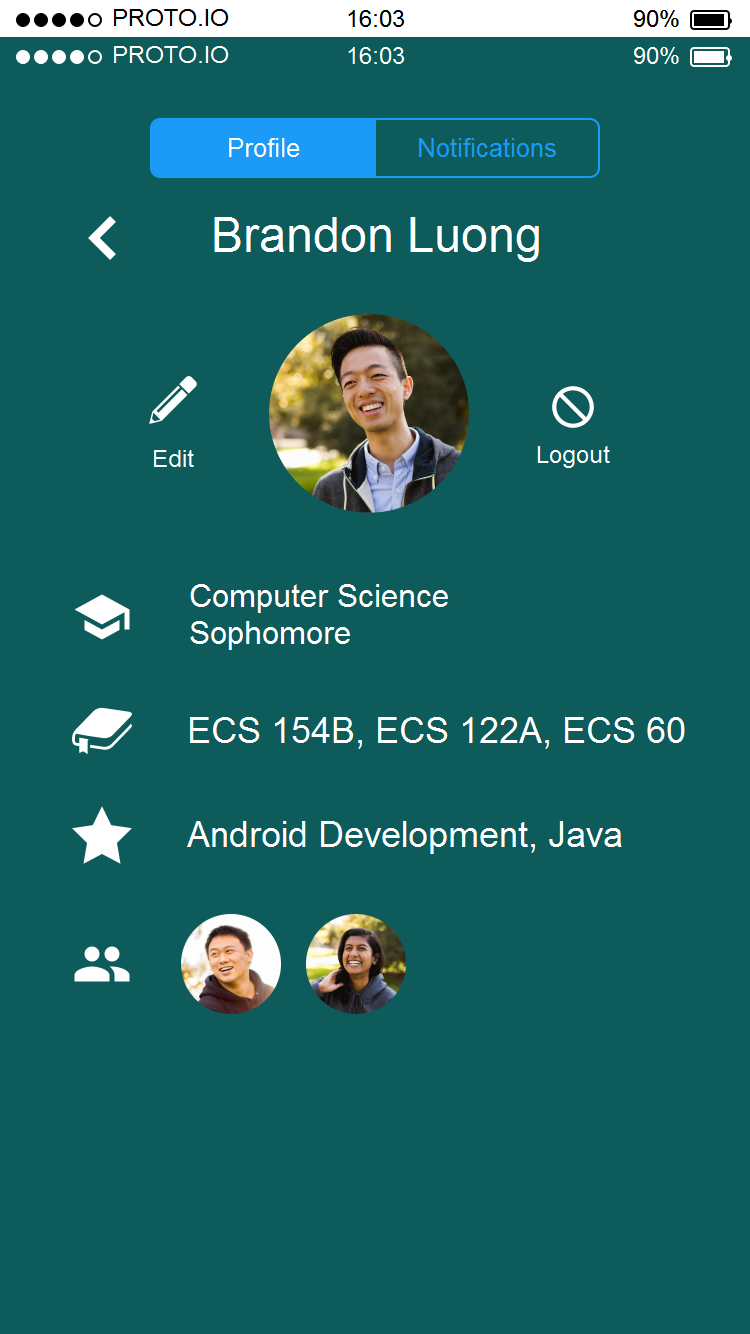 PROTO.IO 16:03 90%
PROTO.IO 16:03 90%
Profile Notifications
Brandon Luong
Edit Logout
Computer Science
Sophomore
ECS 154B, ECS 122A, ECS 60
Android Development, Java